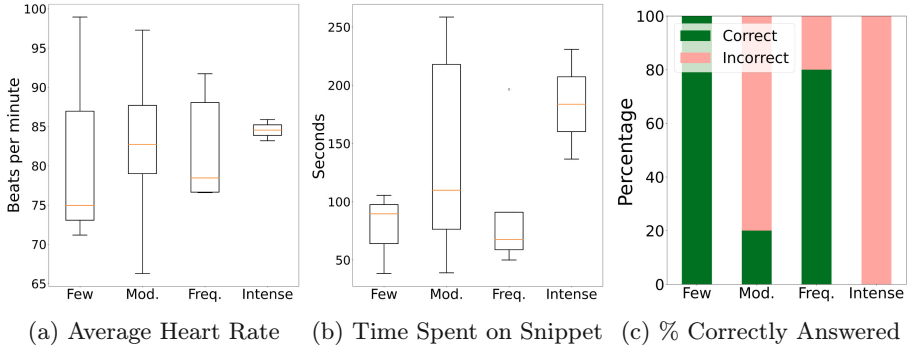 Beats per minute
100
95
90
85
80
75
70
65
Few Mod. Freq. Intense
(a) Average Heart Rate
Seconds
250
200
150
100
50
Few Mod. Freq. Intense
(b) Time Spent on Snippet
Percentage
100
80
60
40
20
0
Correct
Incorrect
Few Mod. Freq. Intense
(c) % Correctly Answered